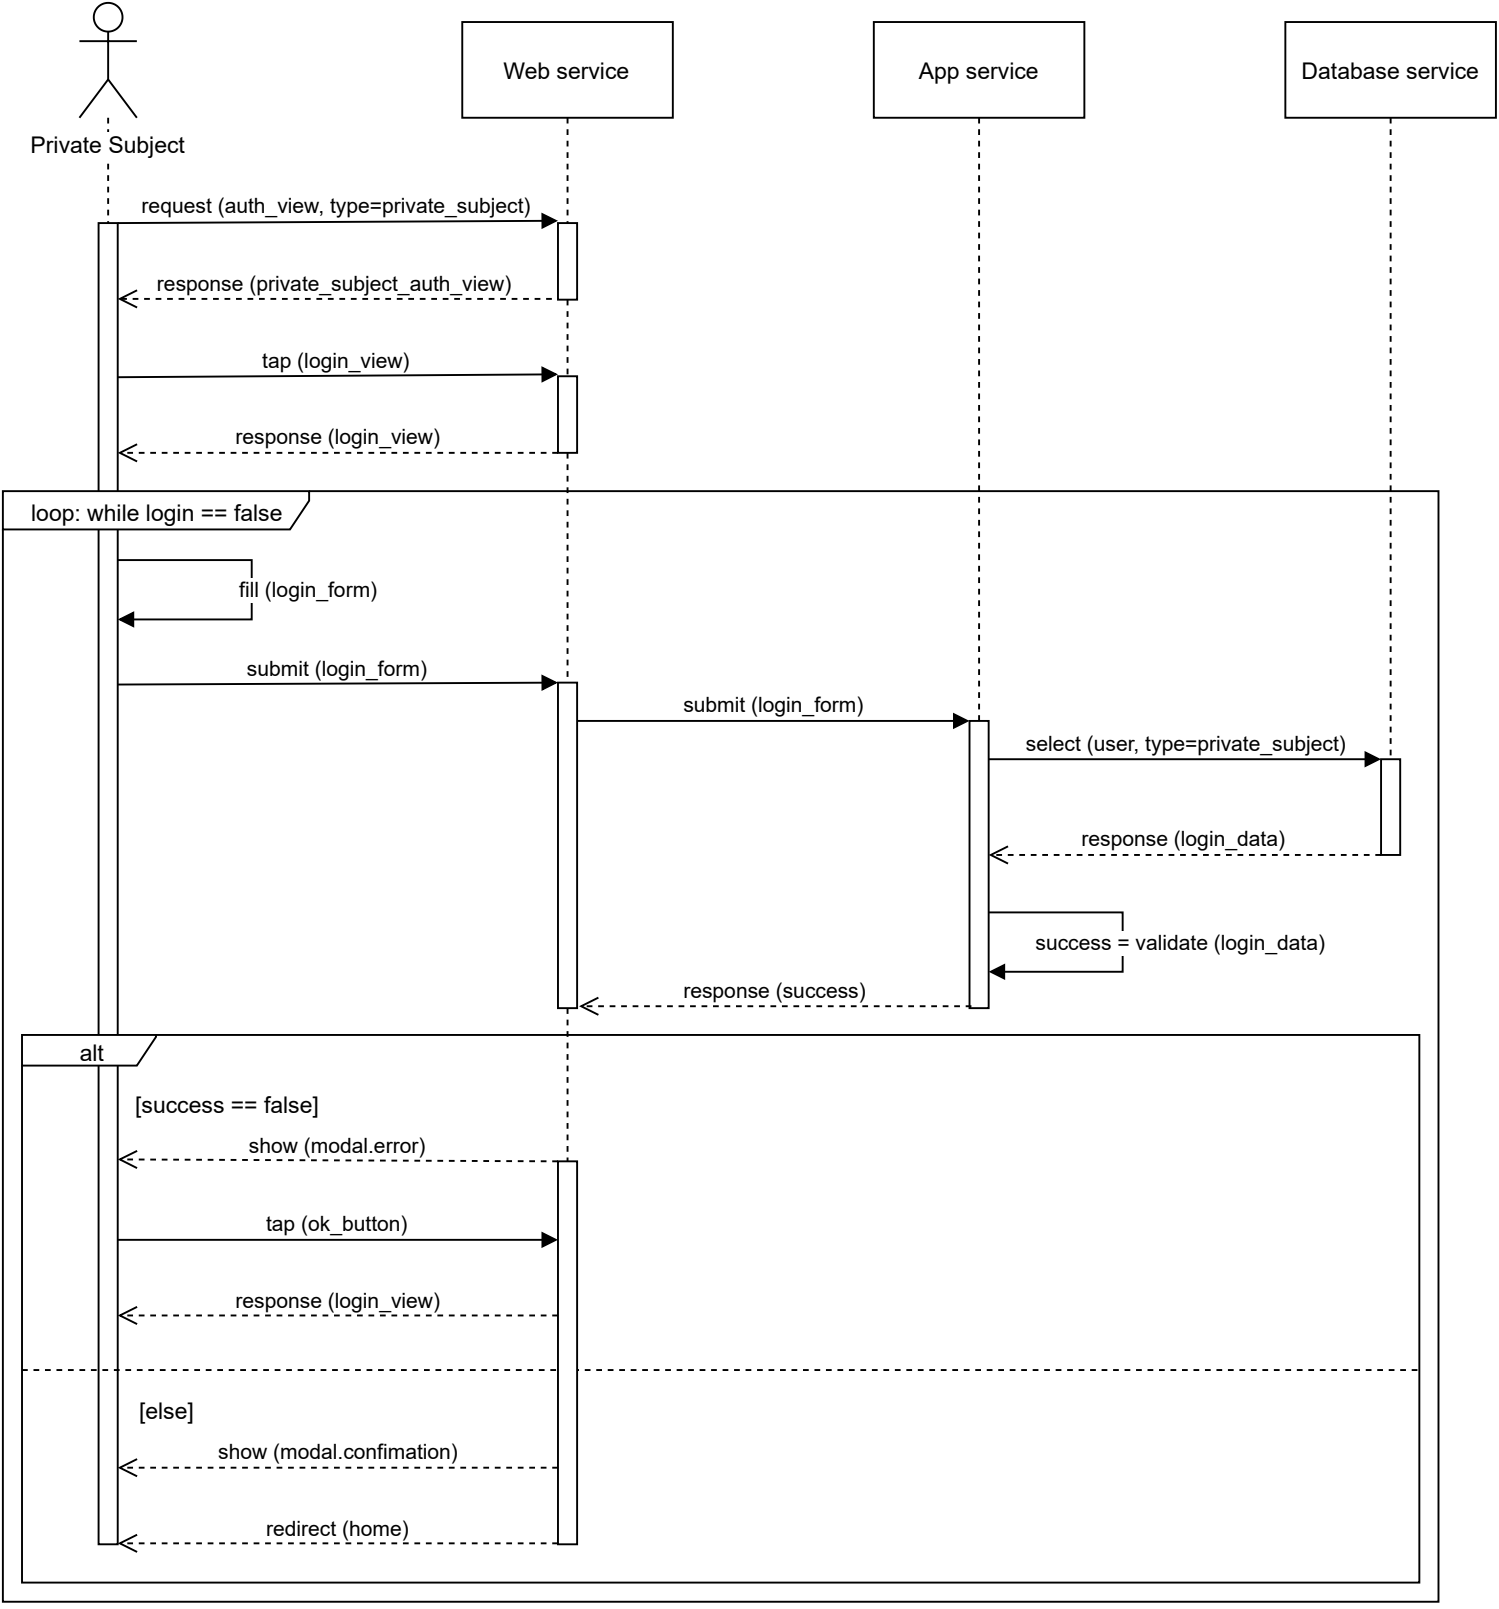 Web service
App service
Database service
Private Subject
request (auth_view, type=private_subject)
response (private_subject_auth_view)
tap (login_view)
response (login_view)
loop: while login == false
fill (login_form)
submit (login_form)
submit (login_form)
select (user, type=private_subject)
response (login_data)
success = validate (login_data)
response (success)
alt
[success == false]
show (modal.error)
tap (ok_button)
response (login_view)
[else]
show (modal.confimation)
redirect (home)